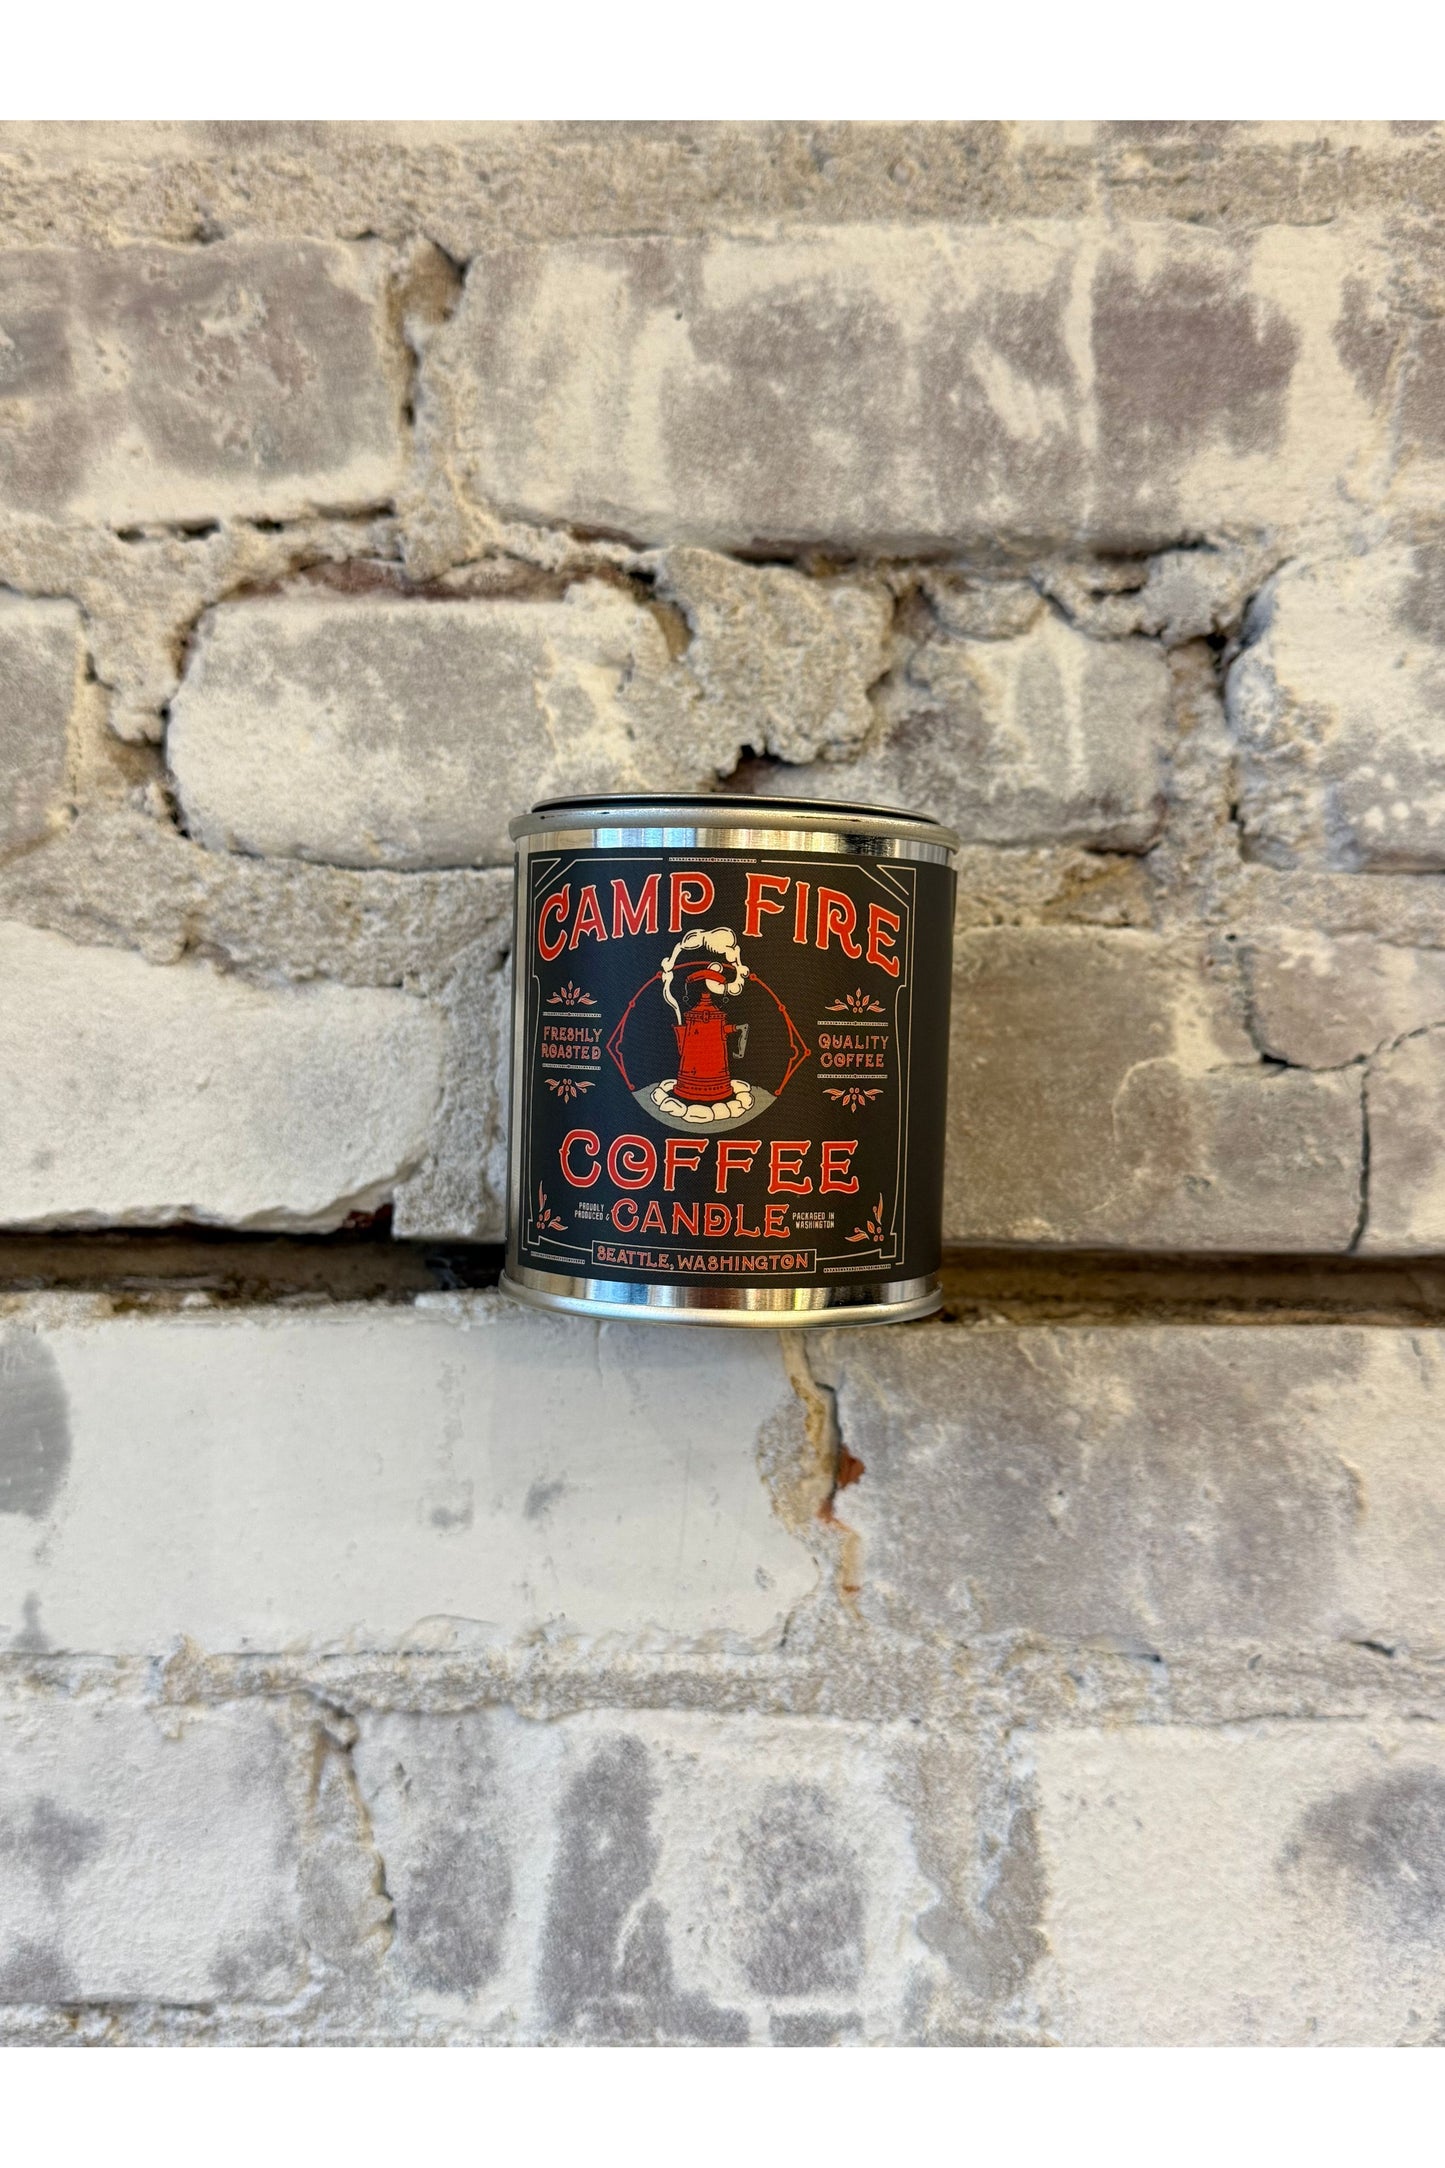 CAMP FIRE
FRESHLY
ROASTED
QUALITY
COFFEE
COFFEE
CANDLE
PROUDLY
PRODUCED &
PACKAGED IN
WASHINGTON
SEATTLE, WASHINGTON